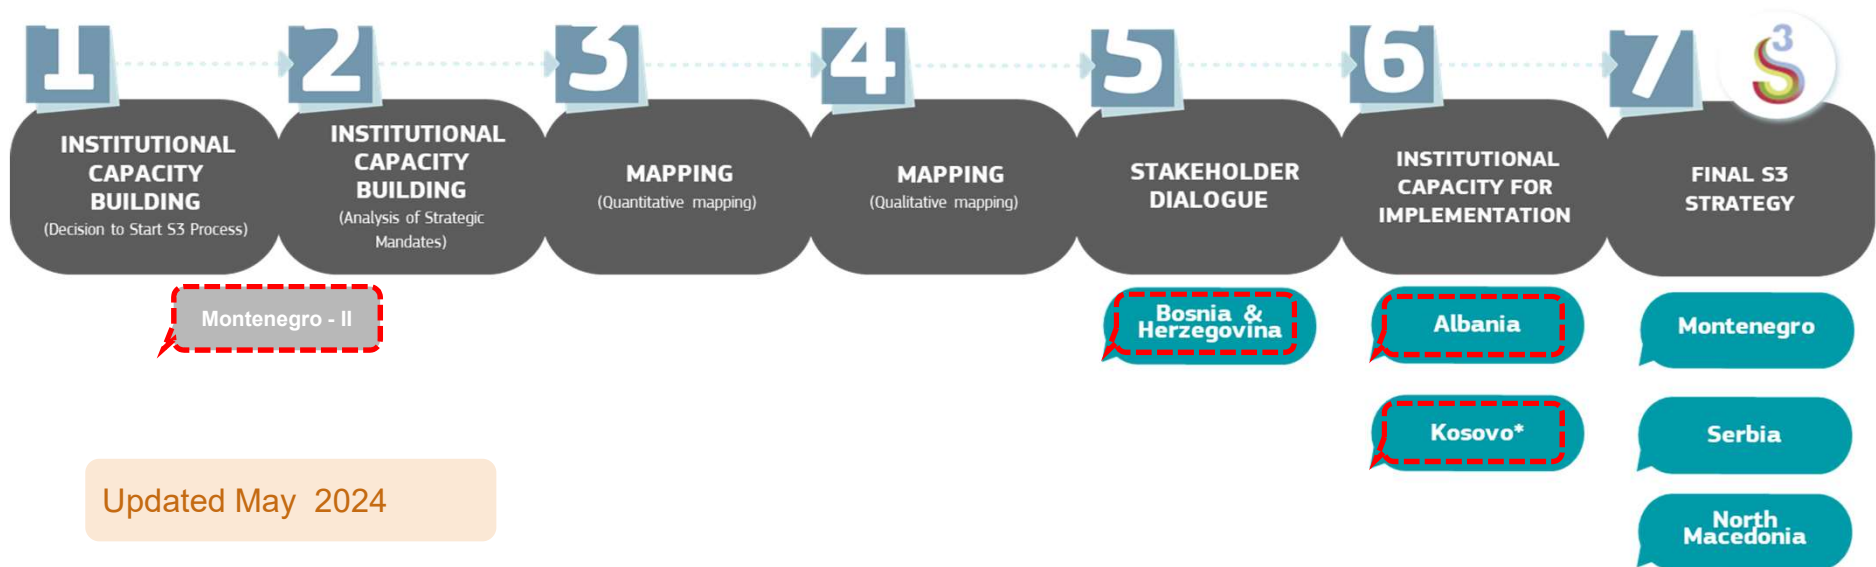 1
2
3
4
5
6
7
S3
INSTITUTIONAL
CAPACITY
BUILDING
(Decision to Start S3 Process)
INSTITUTIONAL
CAPACITY
BUILDING
(Analysis of Strategic
Mandates)
MAPPING
(Quantitative mapping)
MAPPING
(Qualitative mapping)
STAKEHOLDER
DIALOGUE
INSTITUTIONAL
CAPACITY FOR
IMPLEMENTATION
FINAL S3
STRATEGY
Montenegro - II
Bosnia &
Herzegovina
Albania
Montenegro
Kosovo*
Serbia
North
Macedonia
Updated May 2024